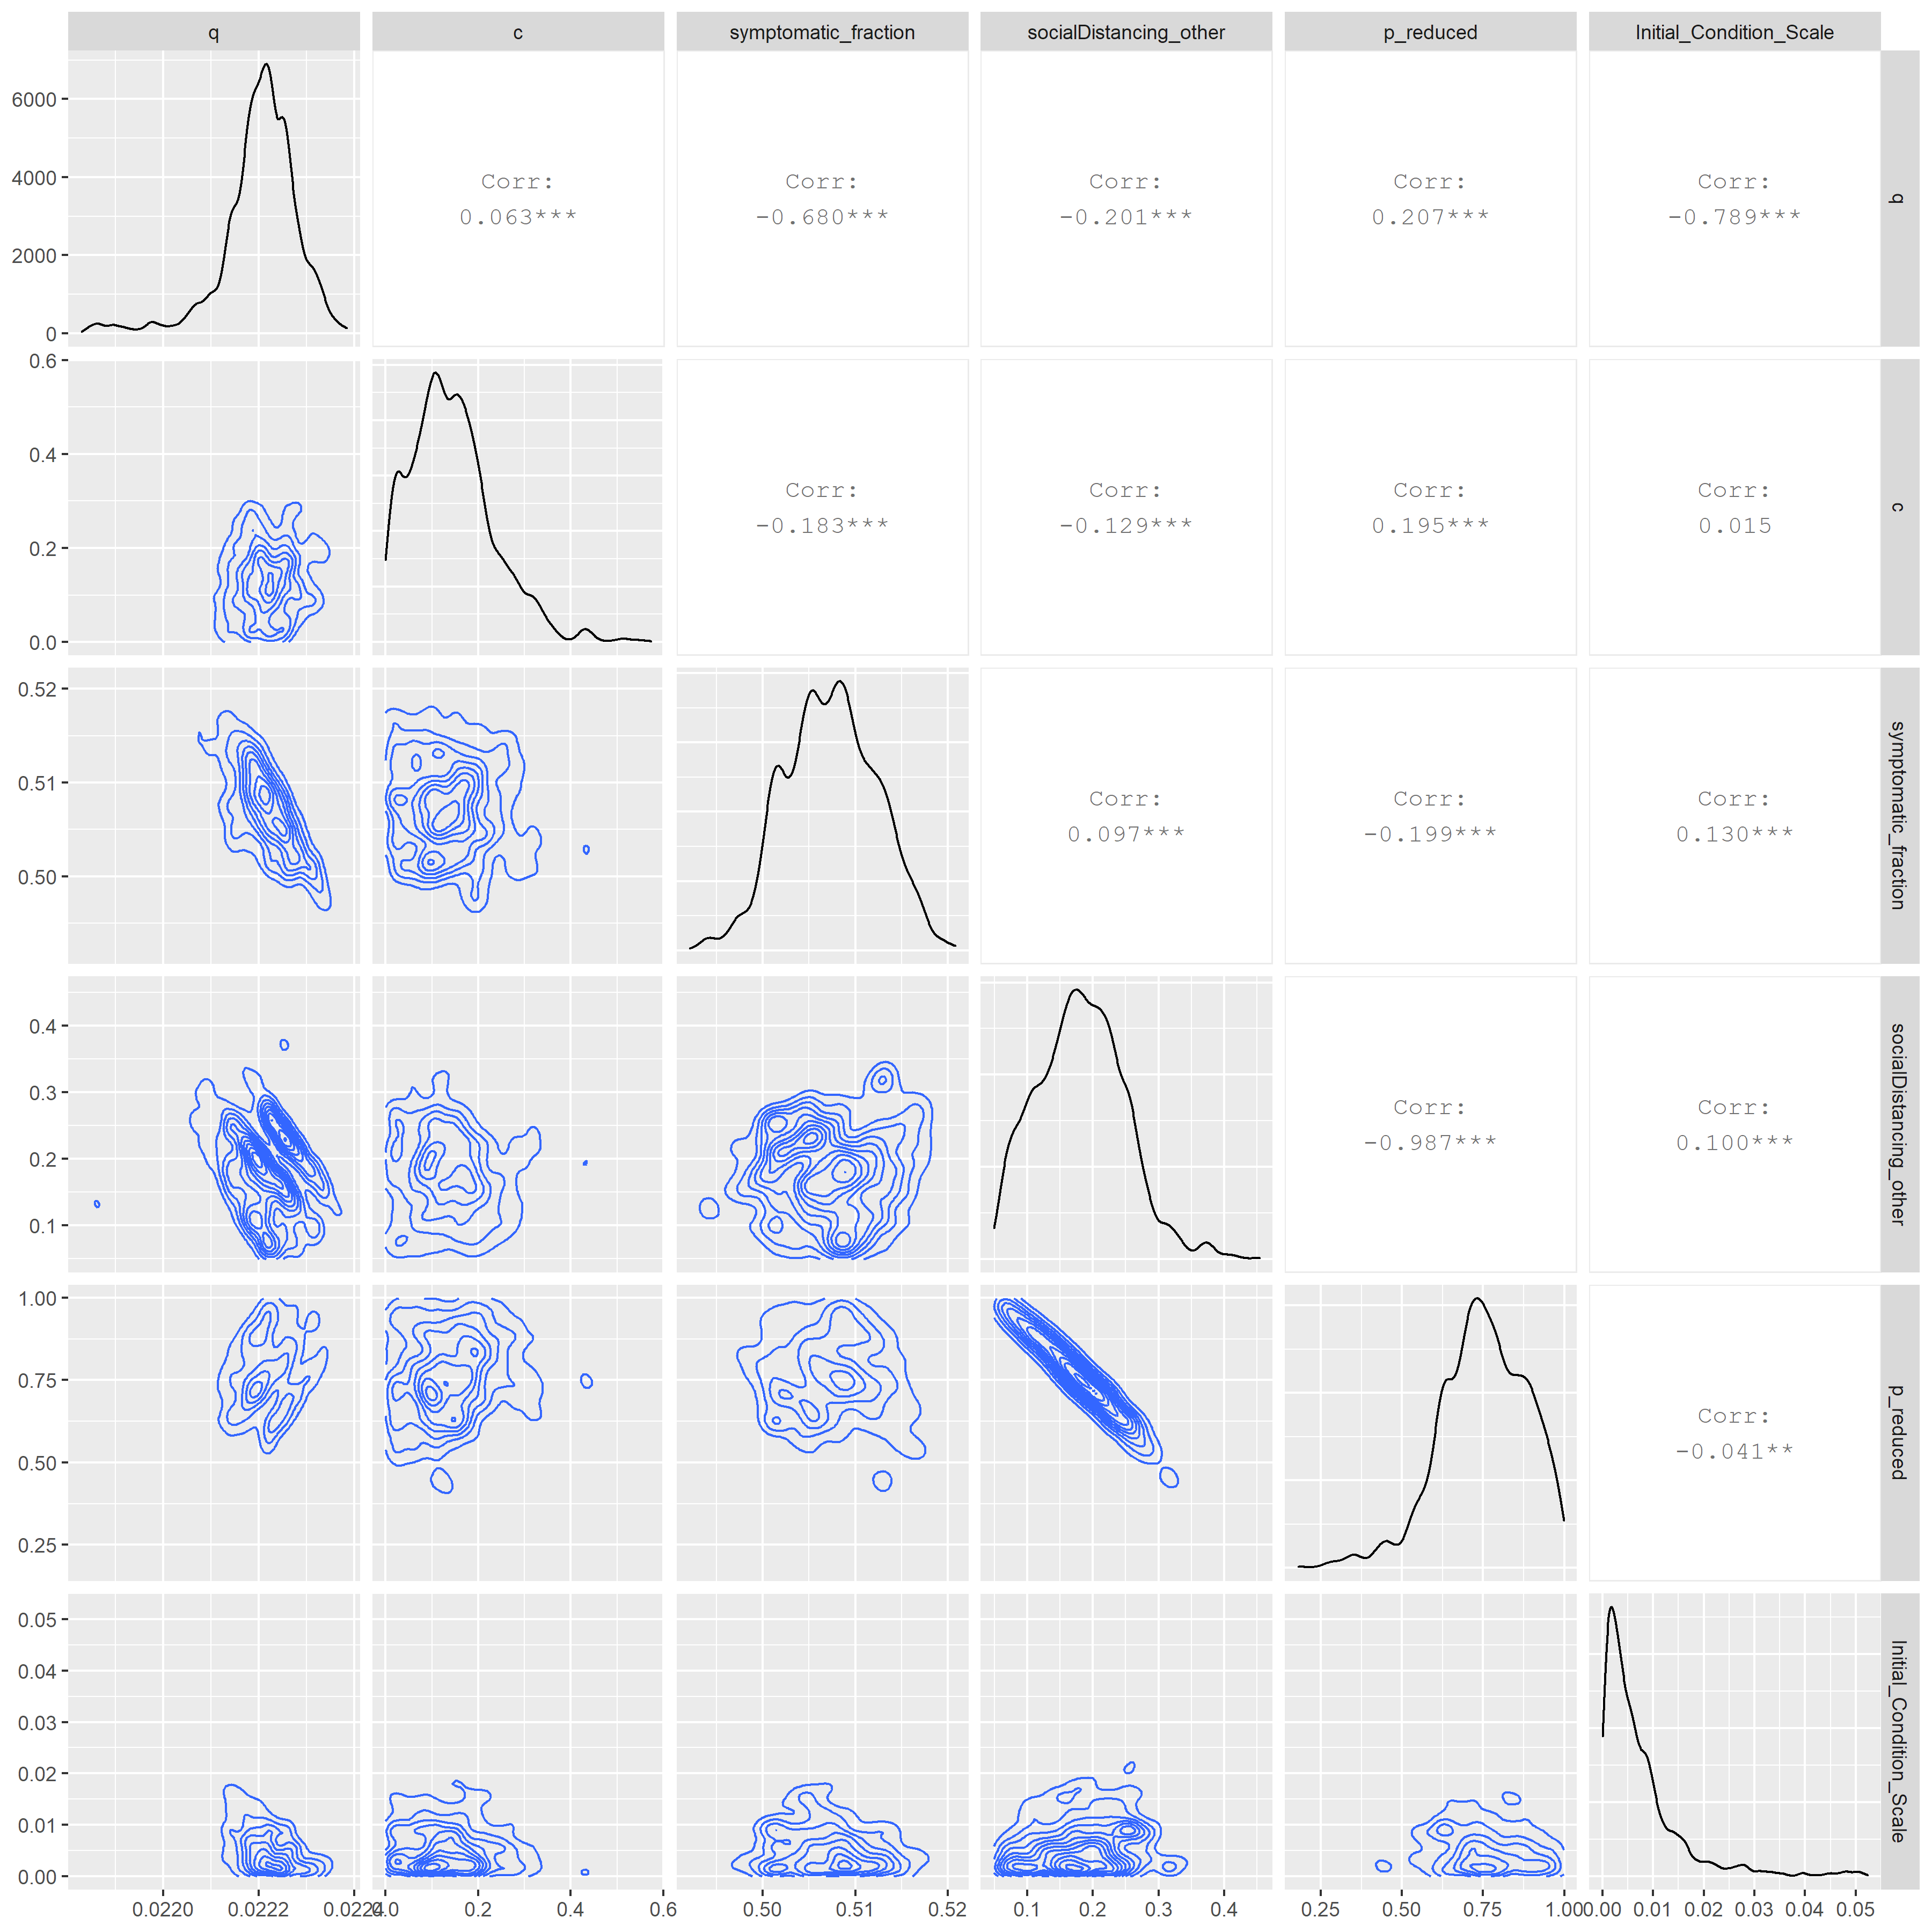 q c symptomatic_fraction socialDistancing_other p_reduced Initial_Condition_Scale
6000
4000
2000
0
Corr:
0.063***
Corr:
-0.680***
Corr:
-0.201***
Corr:
0.207***
Corr:
-0.789***
q
0.6
0.4
0.2
0.0
Corr:
-0.183***
Corr:
-0.129***
Corr:
0.195***
Corr:
0.015
c
0.52
0.51
0.50
Corr:
0.097***
Corr:
-0.199***
Corr:
0.130***
symptomatic_fraction
0.4
0.3
0.2
0.1
Corr:
-0.987***
Corr:
0.100***
socialDistancing_other
1.00
0.75
0.50
0.25
Corr:
-0.041**
p_reduced
0.05
0.04
0.03
0.02
0.01
0.00
Initial_Condition_Scale
0.0220 0.0222 0.0224
0.0 0.2 0.4 0.6
0.50 0.51 0.52
0.1 0.2 0.3 0.4
0.25 0.50 0.75 1.00
0.00 0.01 0.02 0.03 0.04 0.05